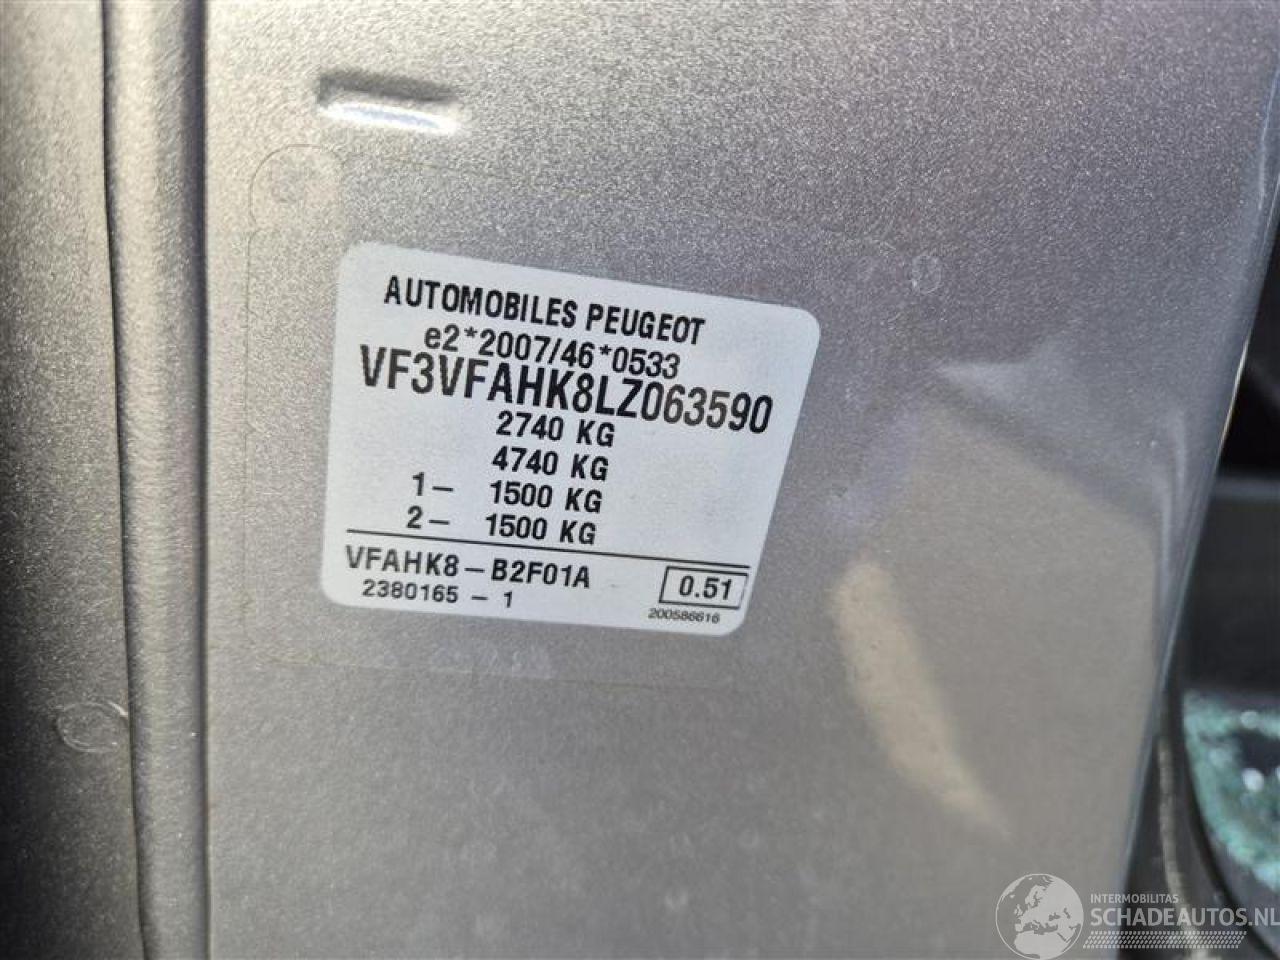 AUTOMOBILES PEUGEOT
e2*2007/46*0533
VF3VFAHK8LZ063590
2740 KG
4740 KG
1- 1500 KG
2- 1500 KG
VFAHK8-B2F01A 0.51
2380165 - 1 200586616
INTERMOBILITAS
SCHADEAUTOS.NL